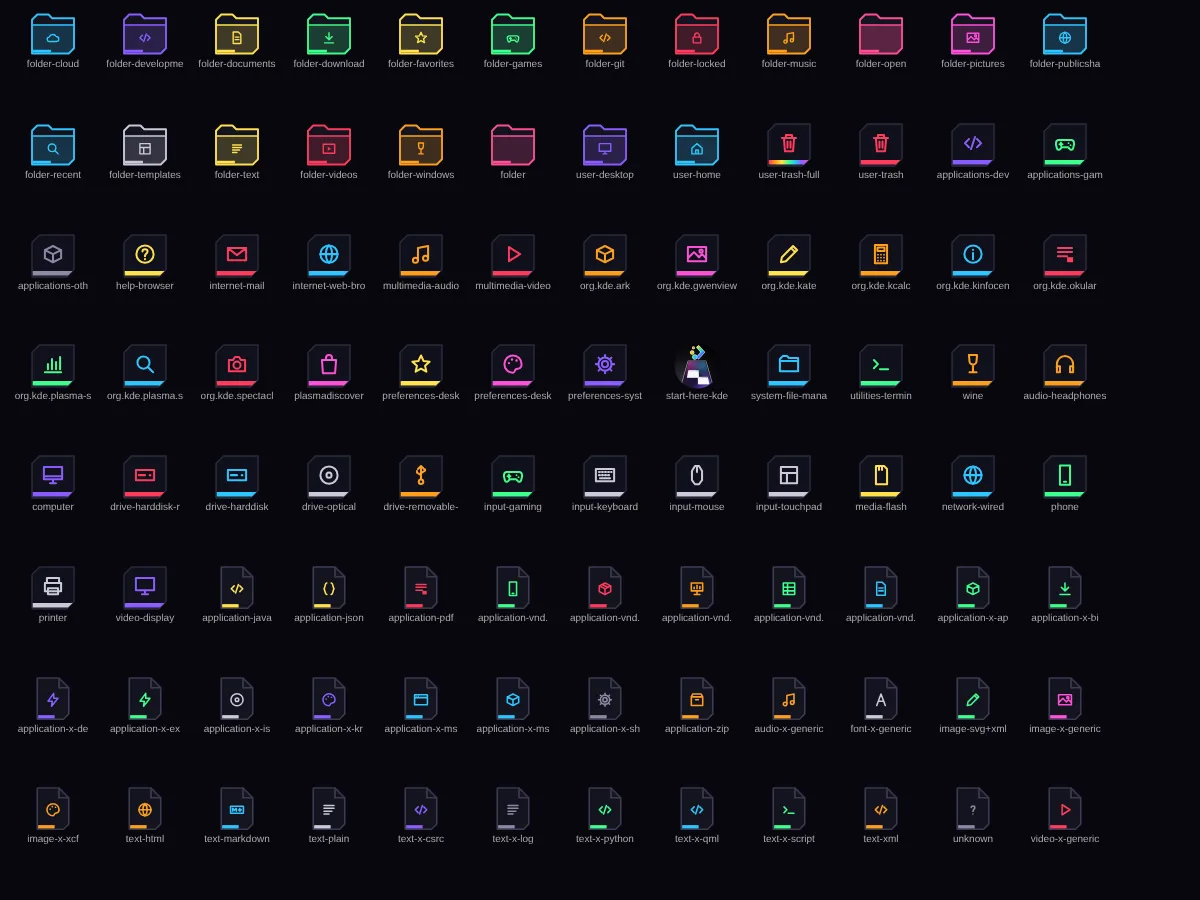 folder-cloud folder-developme folder-documents folder-download folder-favorites folder-games folder-git folder-locked folder-music folder-open folder-pictures folder-publicsha
folder-recent folder-templates folder-text folder-videos folder-windows folder user-desktop user-home user-trash-full user-trash applications-dev applications-gam
applications-oth help-browser internet-mail internet-web-bro multimedia-audio multimedia-video org.kde.ark org.kde.gwenview org.kde.kate org.kde.kcalc org.kde.kinfocen org.kde.okular
org.kde.plasma-s org.kde.plasma.s org.kde.spectacl plasmadiscover preferences-desk preferences-desk preferences-syst start-here-kde system-file-mana utilities-termin wine audio-headphones
computer drive-harddisk-r drive-harddisk drive-optical drive-removable- input-gaming input-keyboard input-mouse input-touchpad media-flash network-wired phone
printer video-display application-java application-json application-pdf application-vnd. application-vnd. application-vnd. application-vnd. application-vnd. application-x-ap application-x-bi
application-x-de application-x-ex application-x-is application-x-kr application-x-ms application-x-ms application-x-sh application-zip audio-x-generic font-x-generic image-svg+xml image-x-generic
image-x-xcf text-html text-markdown text-plain text-x-csrc text-x-log text-x-python text-x-qml text-x-script text-xml unknown video-x-generic